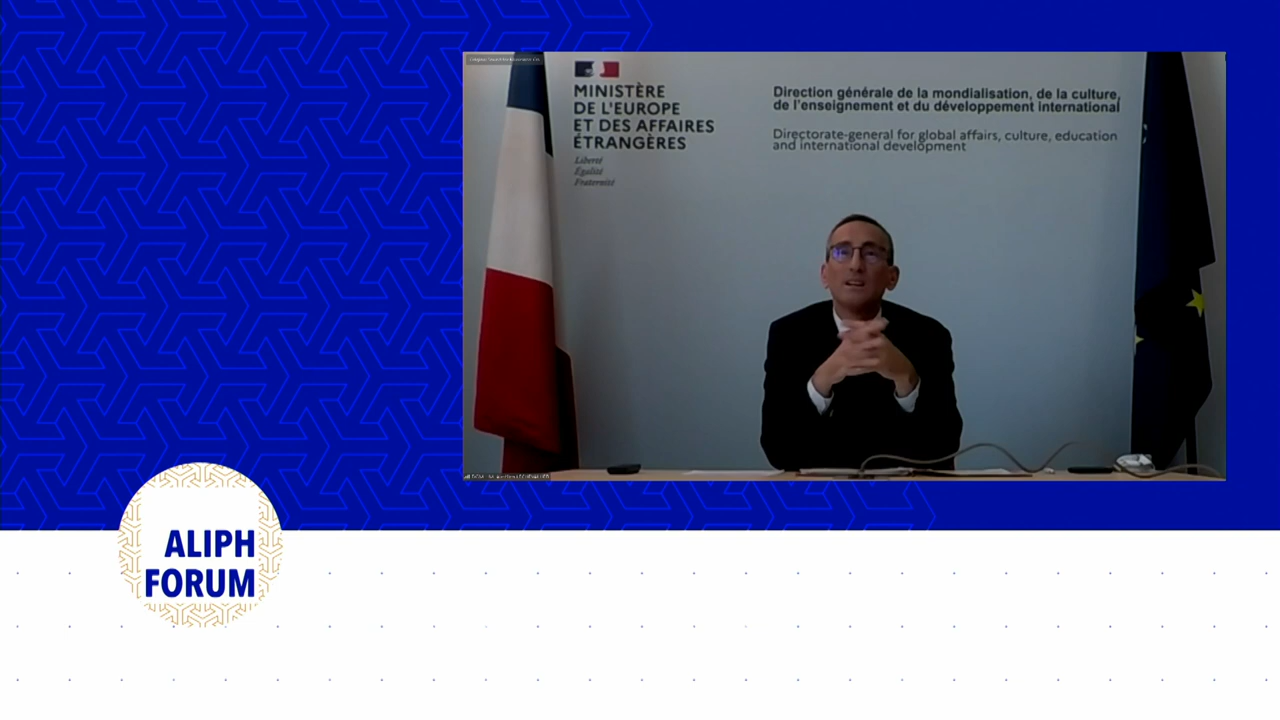 MINISTÈRE
DE L'EUROPE
ET DES AFFAIRES
ÉTRANGÈRES
Liberté
Égalité
Fraternité
Direction générale de la mondialisation, de la culture,
de l'enseignement et du développement international
Directorate-general for global affairs, culture, education
and international development
ALIPH
FORUM